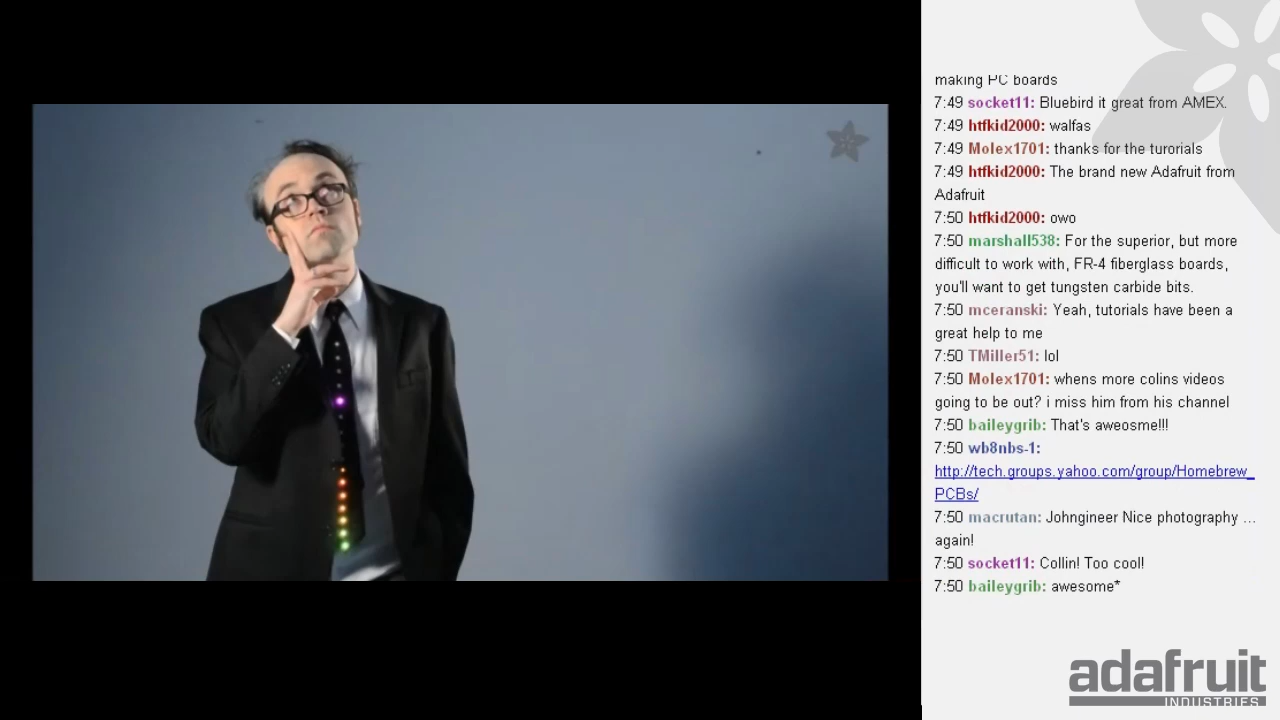 making PC boards
7:49 socket11: Bluebird it great from AMEX.
7:49 htfkid2000: walfas
7:49 Molex1701: thanks for the turorials
7:49 htfkid2000: The brand new Adafruit from
Adafruit
7:50 htfkid2000: owo
7:50 marshall538: For the superior, but more
difficult to work with, FR-4 fiberglass boards,
you'll want to get tungsten carbide bits.
7:50 mceranski: Yeah, tutorials have been a
great help to me
7:50 TMiller51: lol
7:50 Molex1701: whens more colins videos
going to be out? i miss him from his channel
7:50 baileygrib: That's aweosme!!!
7:50 wb8nbs-1:
http://tech.groups.yahoo.com/group/Homebrew_
PCBs/
7:50 macrutan: Johngineer Nice photography ...
again!
7:50 socket11: Collin! Too cool!
7:50 baileygrib: awesome*
adafruit
INDUSTRIES